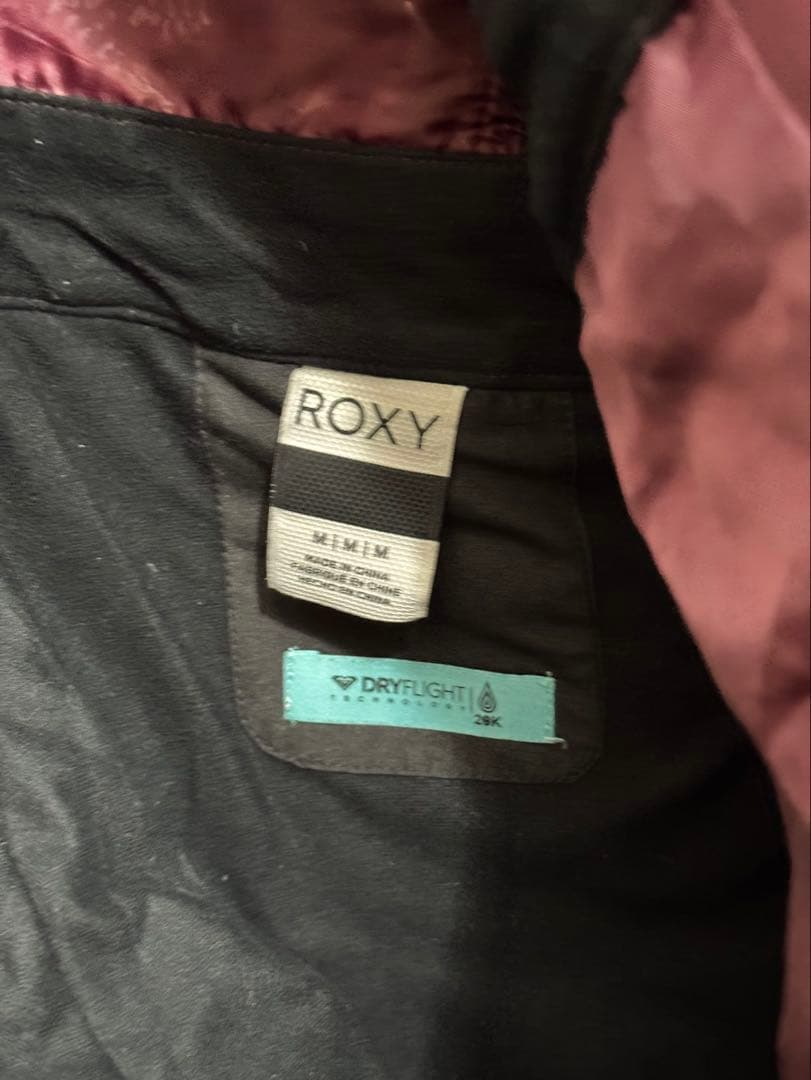 ROXY
M|M|M
MADE IN CHINA
FABRIQUÉ EN CHINE
HECHO EN CHINA
DRYFLIGHT
TECHNOLOGY
20K